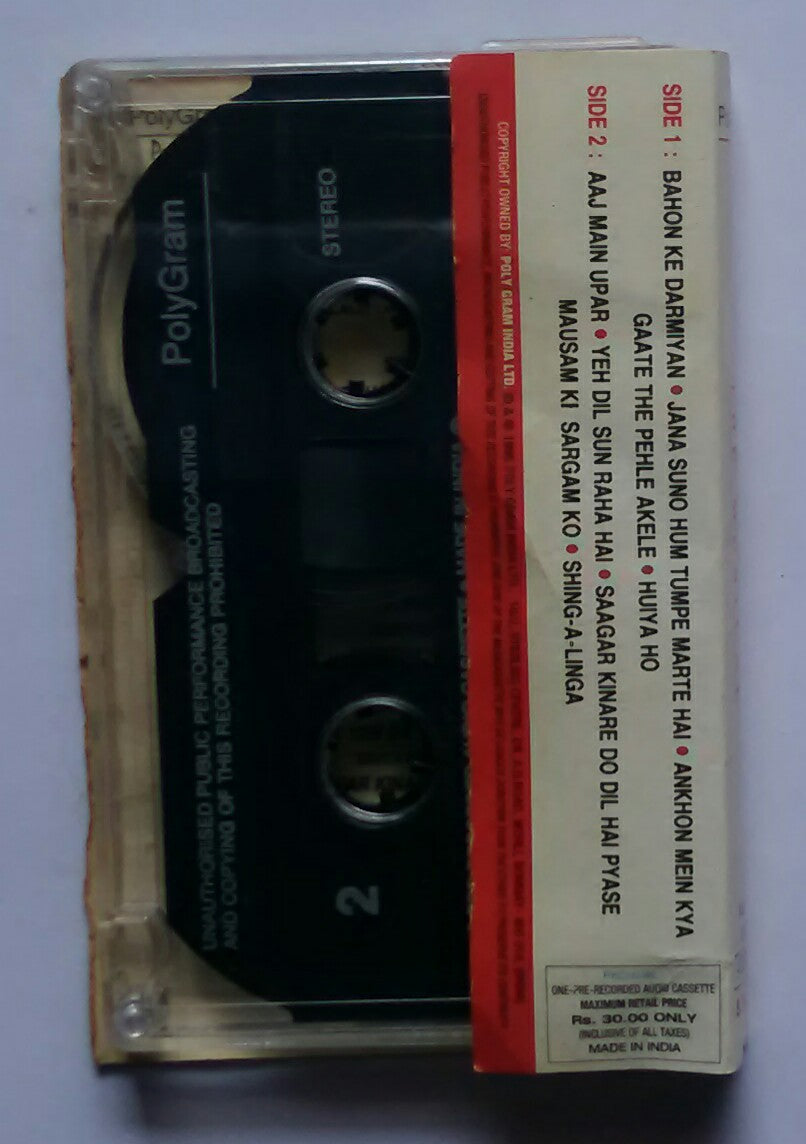 SIDE 1 : BAHON KE DARMIYAN • JANA SUNO HUM TUMPE MARTE HAI • ANKHON MEIN KYA
GAATE THE PEHLE AKELE • HUIYA HO
SIDE 2 : AAJ MAIN UPAR • YEH DIL SUN RAHA HAI • SAAGAR KINARE DO DIL HAI PYASE
MAUSAM KI SARGAM KO • SHING-A-LINGA
COPYRIGHT OWNED BY POLY GRAM INDIA LTD.
ONE-PRE-RECORDED AUDIO CASSETTE
MAXIMUM RETAIL PRICE
Rs. 30.00 ONLY
(INCLUSIVE OF ALL TAXES)
MADE IN INDIA
STEREO
PolyGram
2
UNAUTHORISED PUBLIC PERFORMANCE BROADCASTING
AND COPYING OF THIS RECORDING PROHIBITED